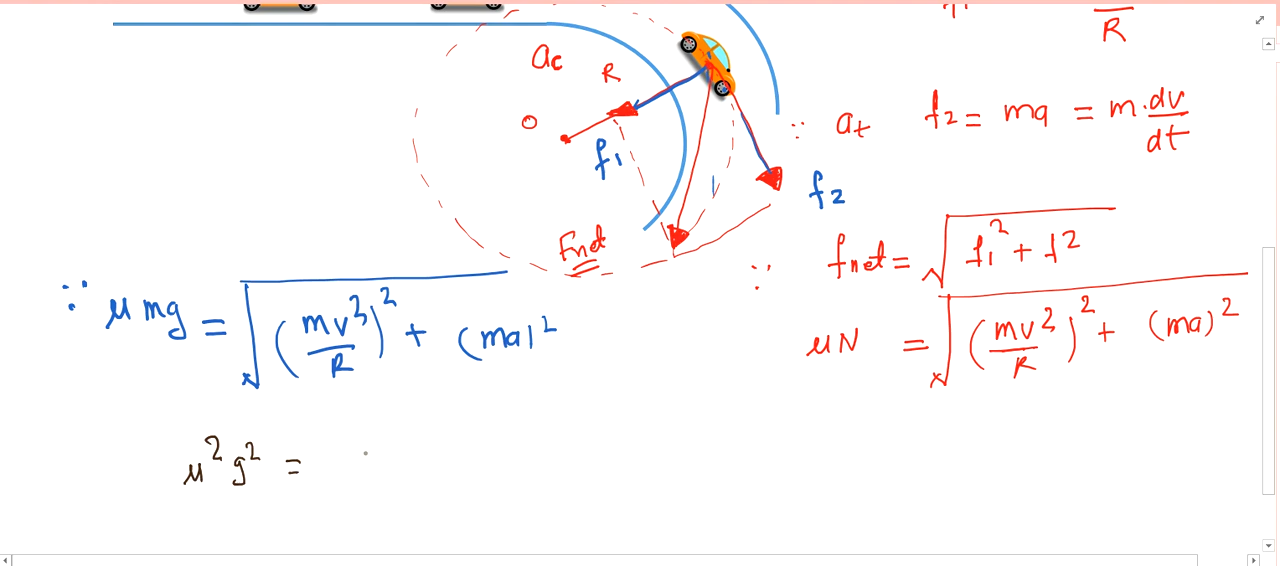 R
ac R
o
f₁
f₂
Fnet
∵ at f₂ = ma = m.dv/dt
∵ fnet = √(f₁² + f²)
μN = √((mv²/R)² + (ma)²)
∵ μmg = √((mv²/R)² + (ma)²)
μ²g² =